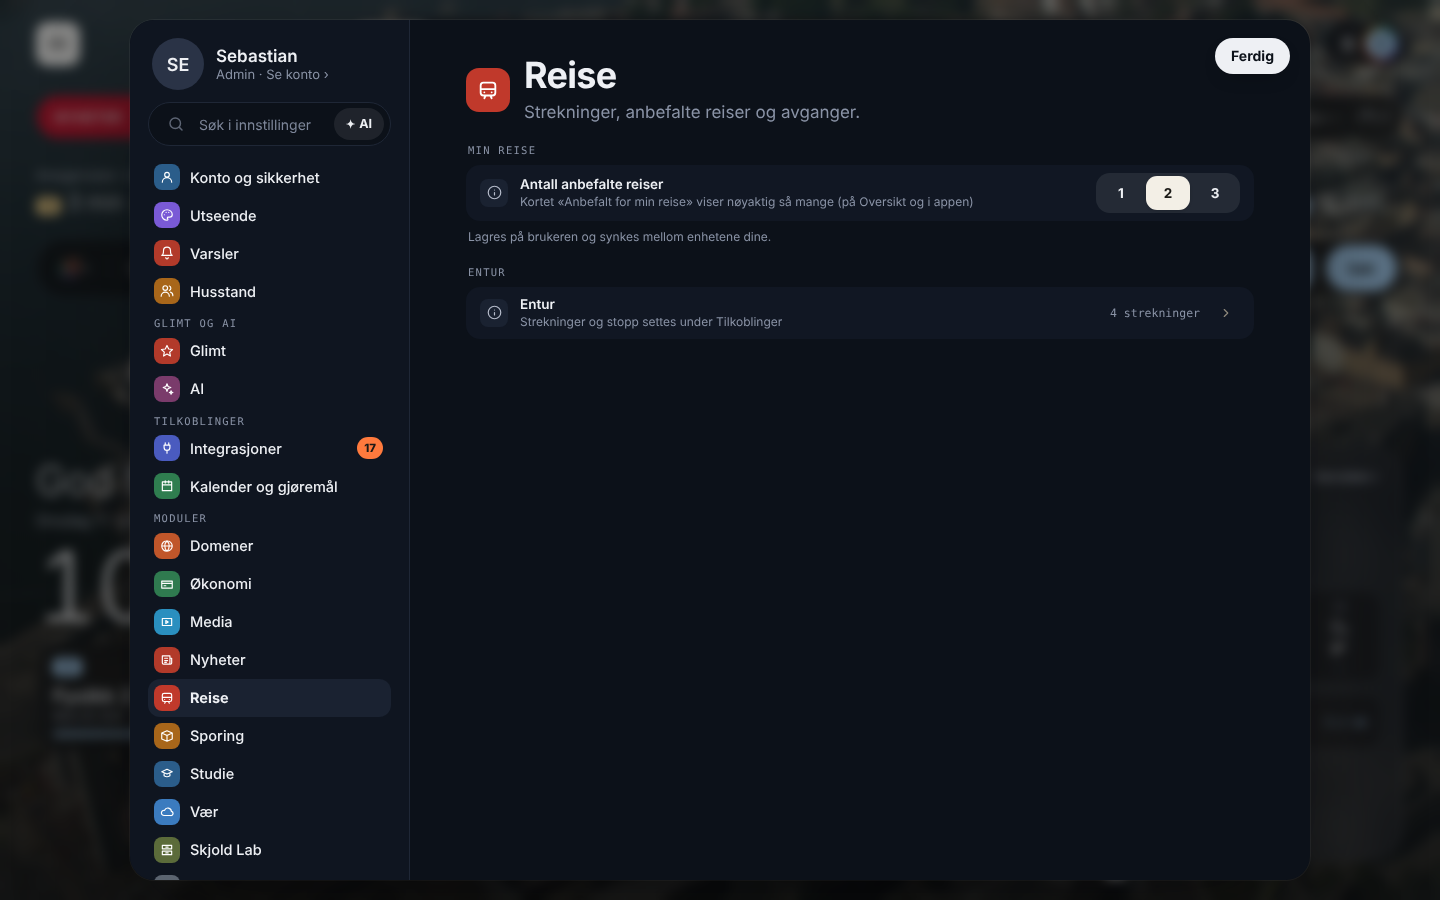 SE
Sebastian
Admin · Se konto ›
Søk i innstillinger
✦ AI
Konto og sikkerhet
Utseende
Varsler
Husstand
GLIMT OG AI
Glimt
AI
TILKOBLINGER
Integrasjoner
17
Kalender og gjøremål
MODULER
Domener
Økonomi
Media
Nyheter
Reise
Sporing
Studie
Vær
Skjold Lab
Ferdig
Reise
Strekninger, anbefalte reiser og avganger.
MIN REISE
Antall anbefalte reiser
Kortet «Anbefalt for min reise» viser nøyaktig så mange (på Oversikt og i appen)
1 2 3
Lagres på brukeren og synkes mellom enhetene dine.
ENTUR
Entur
Strekninger og stopp settes under Tilkoblinger
4 strekninger
10